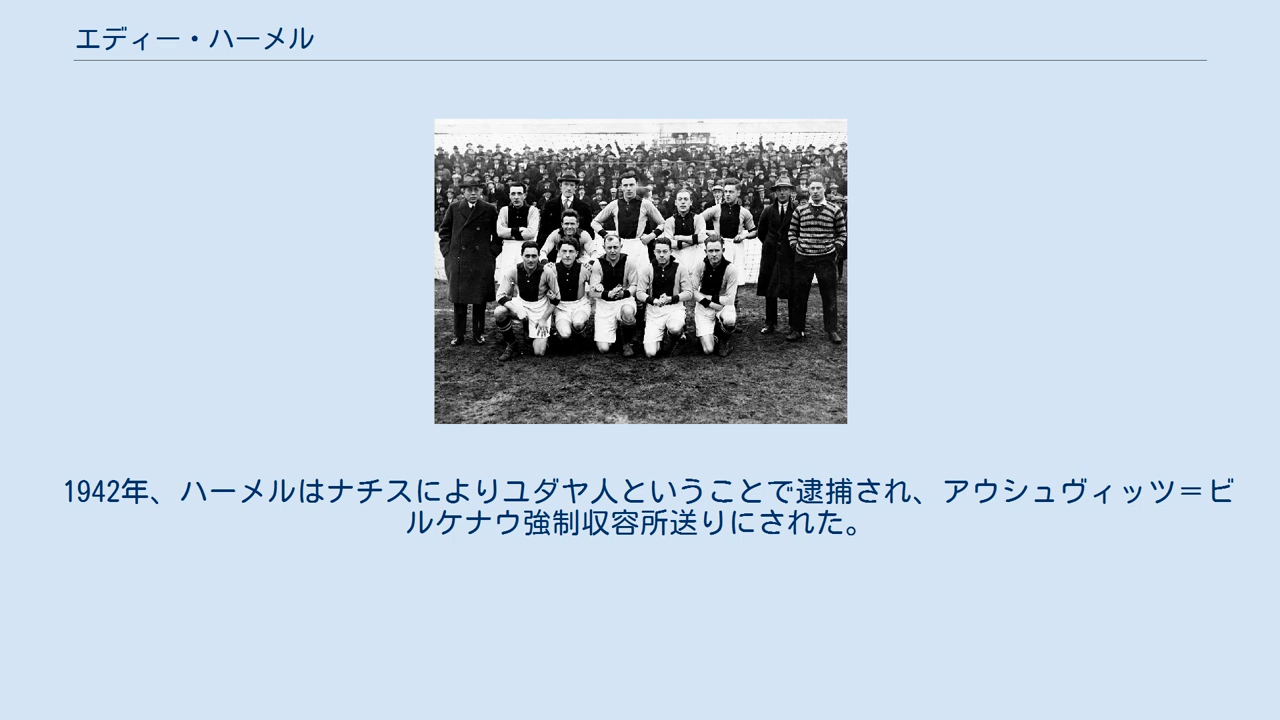 エディー・ハーメル
1942年、ハーメルはナチスによりユダヤ人ということで逮捕され、アウシュヴィッツ＝ビ
ルケナウ強制収容所送りにされた。